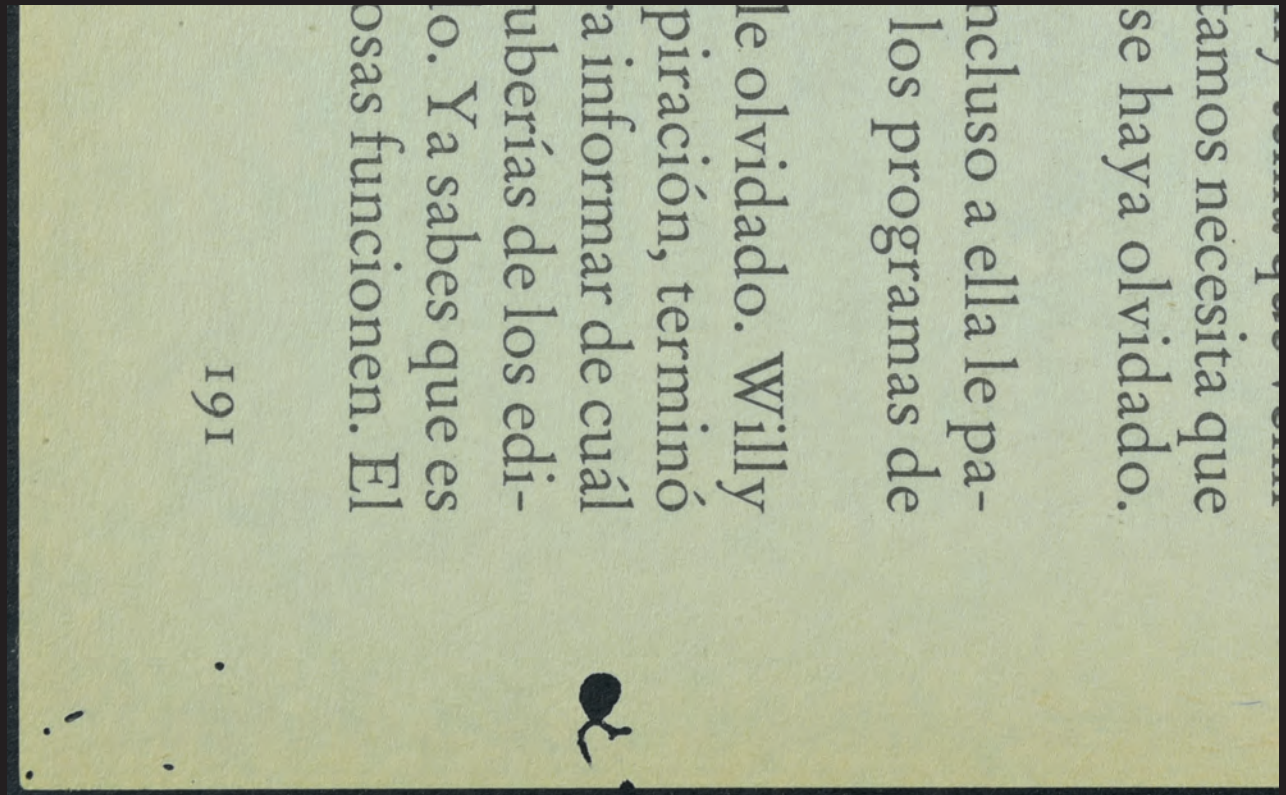 tamos necesita que
se haya olvidado.
ncluso a ella le pa-
los programas de
le olvidado. Willy
piración, terminó
ra informar de cuál
uberías de los edi-
o. Ya sabes que es
osas funcionen. El
191